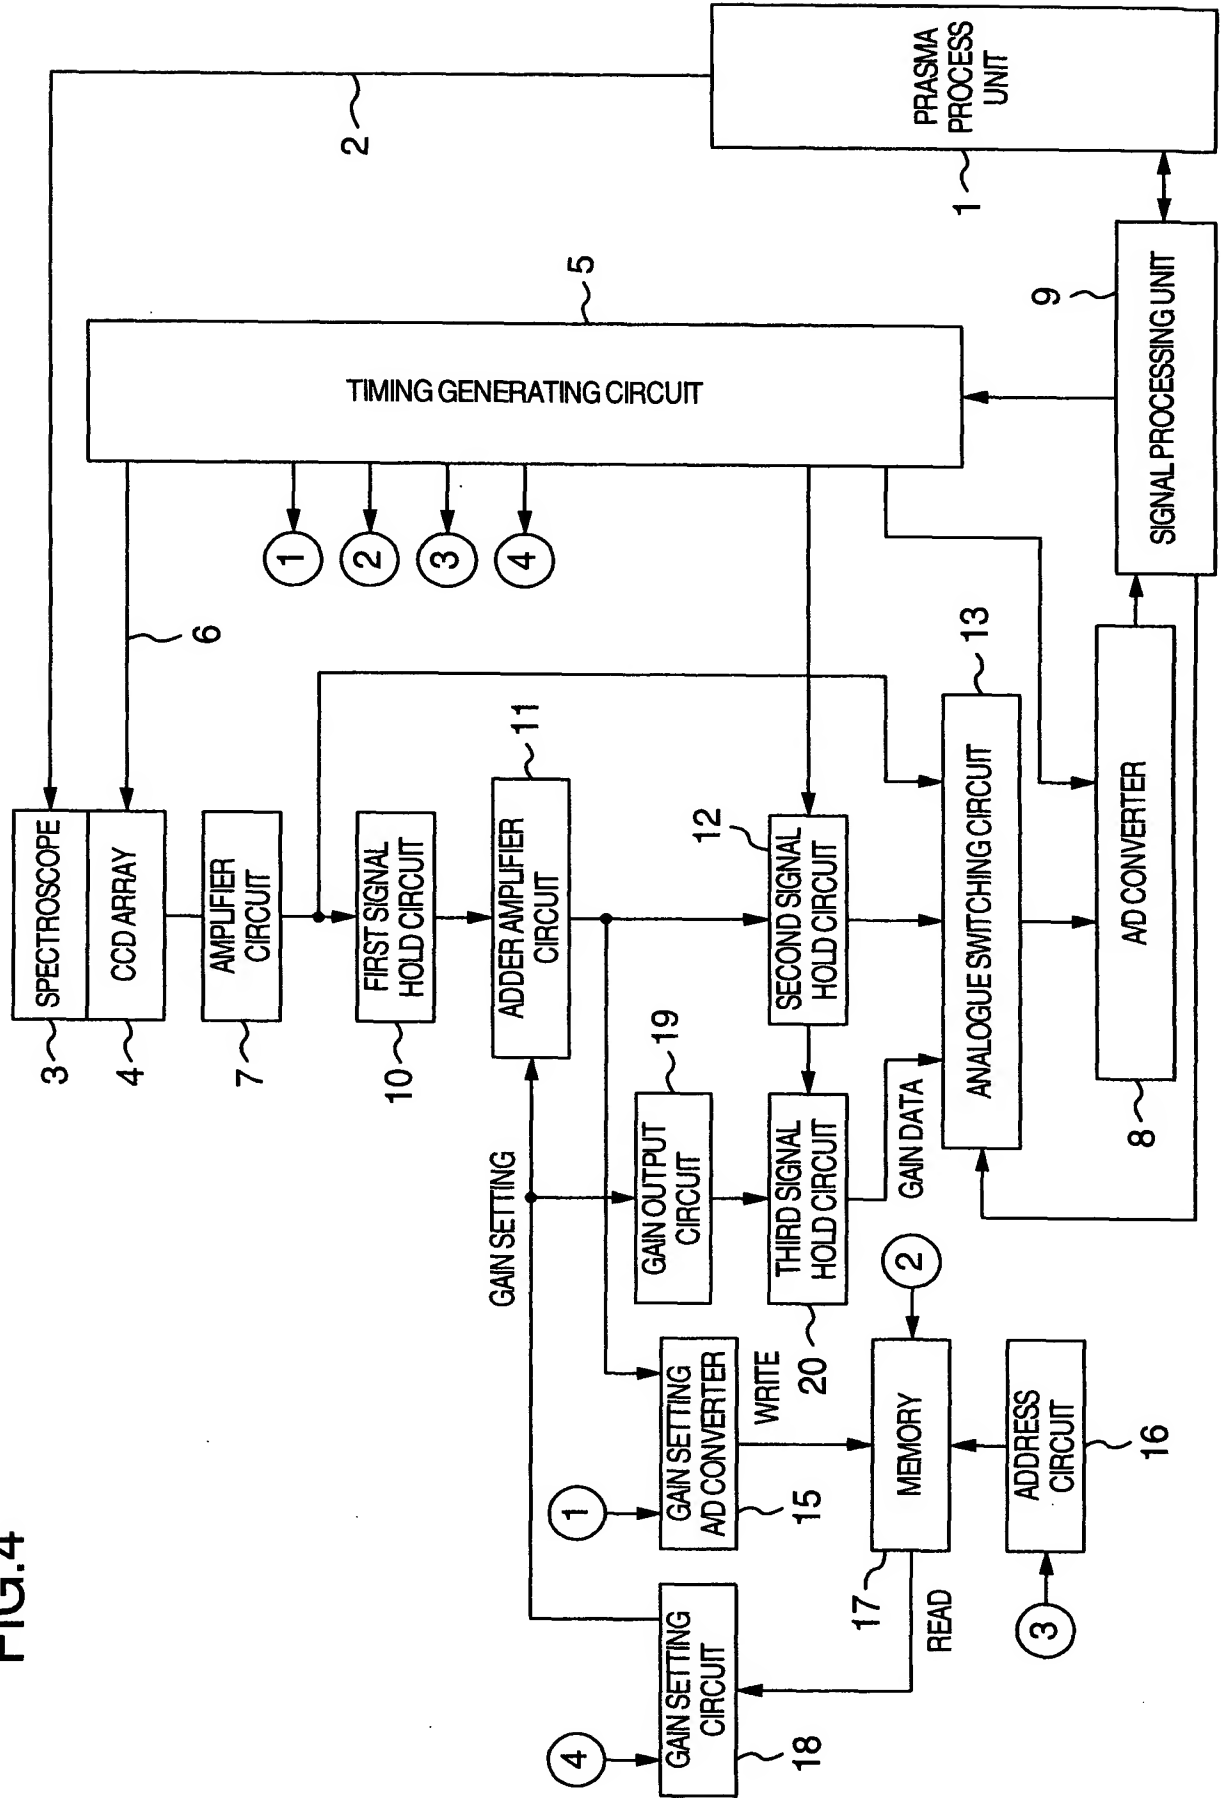 FIG.4
PRASMA
PROCESS
UNIT
1
2
SPECTROSCOPE
3
CCD ARRAY
4
TIMING GENERATING CIRCUIT
5
6
1
2
3
4
AMPLIFIER
CIRCUIT
7
FIRST SIGNAL
HOLD CIRCUIT
10
ADDER AMPLIFIER
CIRCUIT
11
GAIN SETTING
GAIN OUTPUT
CIRCUIT
19
SECOND SIGNAL
HOLD CIRCUIT
12
THIRD SIGNAL
HOLD CIRCUIT
20
GAIN DATA
ANALOGUE SWITCHING CIRCUIT
13
A/D CONVERTER
8
SIGNAL PROCESSING UNIT
9
GAIN SETTING
A/D CONVERTER
15
1
WRITE
MEMORY
17
2
ADDRESS
CIRCUIT
16
3
READ
GAIN SETTING
CIRCUIT
18
4